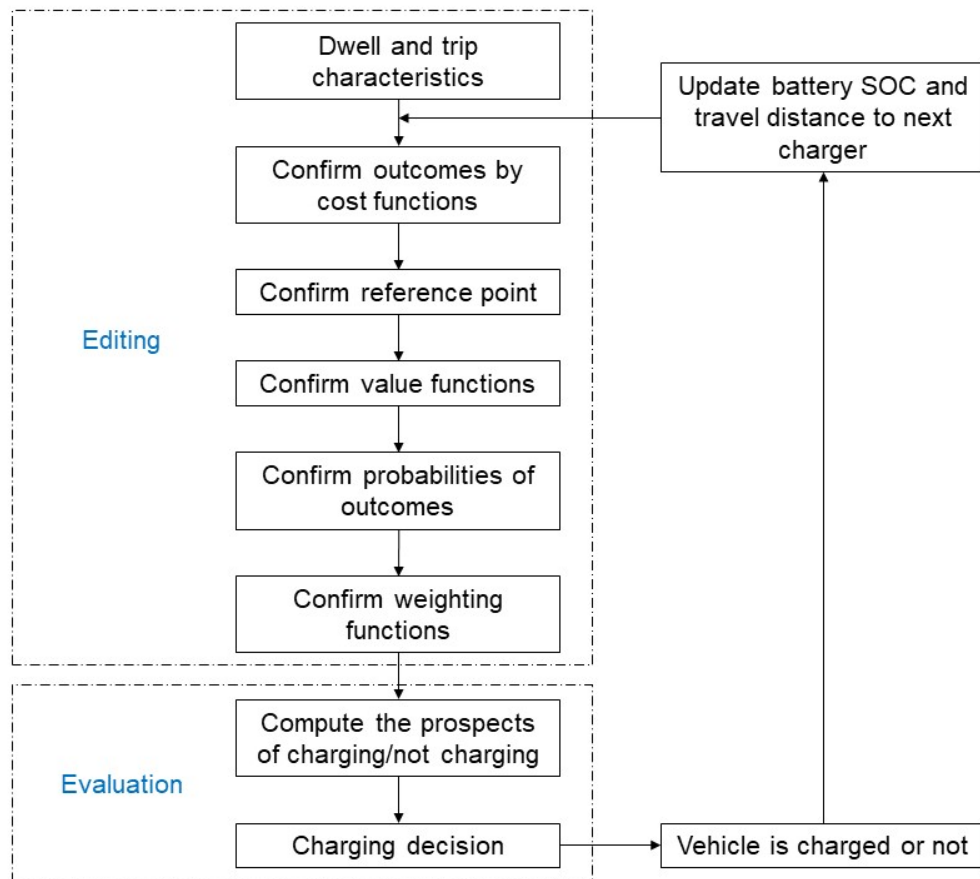 Dwell and trip
characteristics
Update battery SOC and
travel distance to next
charger
Confirm outcomes by
cost functions
Confirm reference point
Editing
Confirm value functions
Confirm probabilities of
outcomes
Confirm weighting
functions
Compute the prospects
of charging/not charging
Evaluation
Charging decision
Vehicle is charged or not